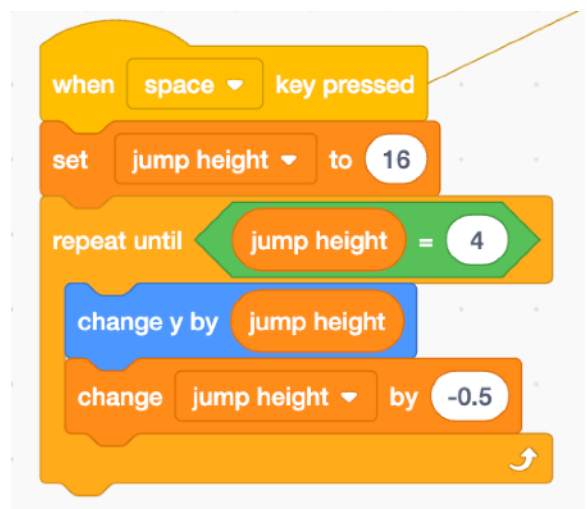 when space key pressed
set jump height to 16
repeat until jump height = 4
change y by jump height
change jump height by -0.5